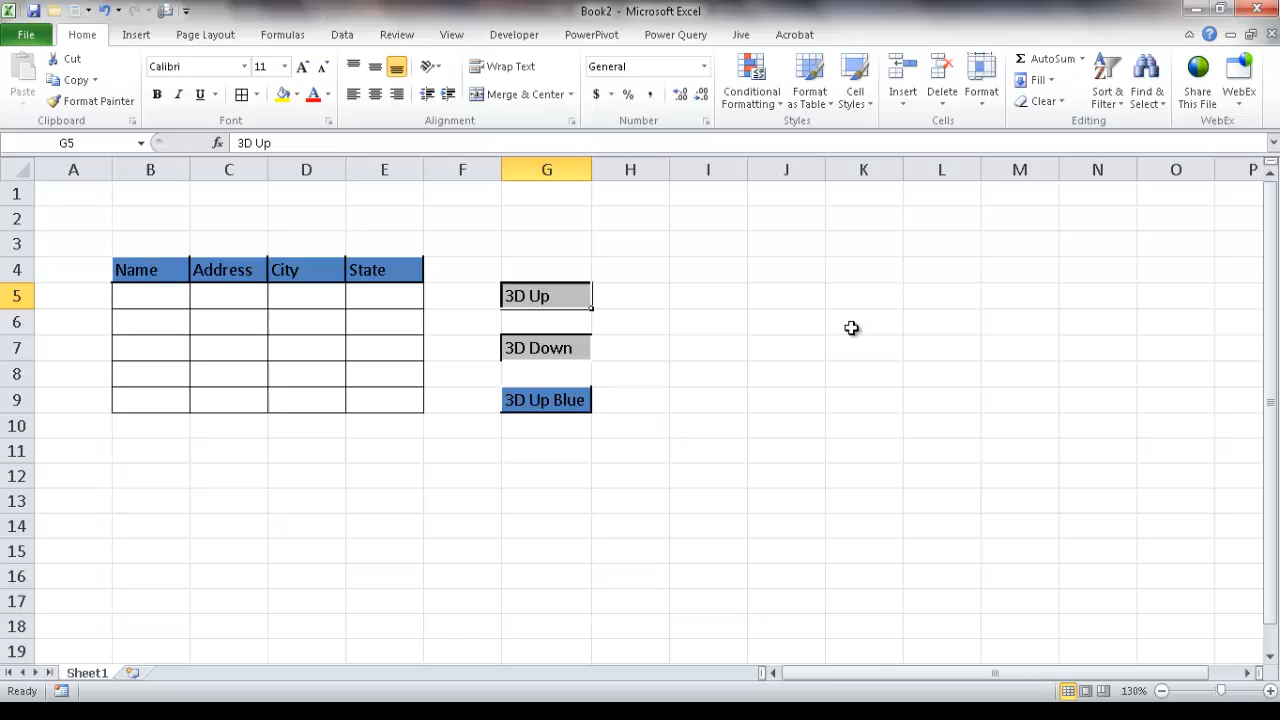 Book2 - Microsoft Excel
File Home Insert Page Layout Formulas Data Review View Developer PowerPivot Power Query Jive Acrobat
Paste
Cut
Copy
Format Painter
Clipboard
Calibri 11
B I U A
Font
Wrap Text
Merge & Center
Alignment
General
$ % ,
Number
Conditional Formatting
Format as Table
Cell Styles
Styles
Insert Delete Format
Cells
Σ AutoSum
Fill
Clear
Sort & Filter
Find & Select
Editing
Share This File
WebEx
WebEx
G5 fx 3D Up
A B C D E F G H I J K L M N O P
1
2
3
4 Name Address City State
5 3D Up
6
7 3D Down
8
9 3D Up Blue
10
11
12
13
14
15
16
17
18
19
Sheet1
Ready 130%